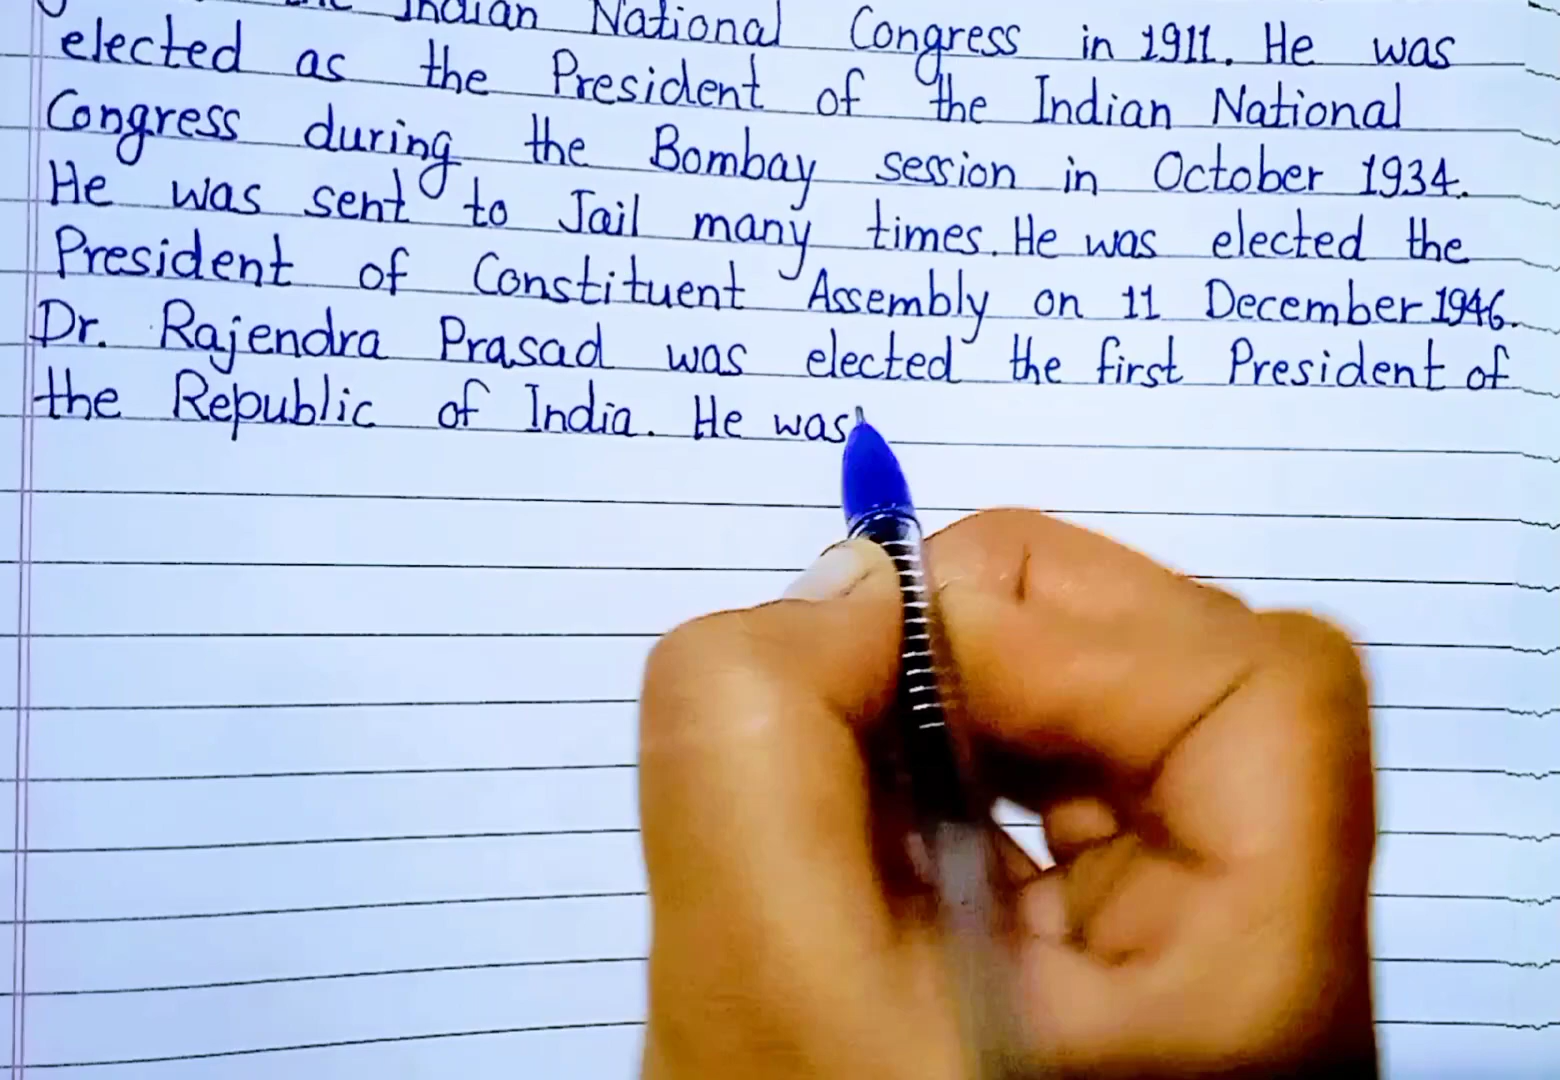 the Indian National Congress in 1911. He was
elected as the President of the Indian National
Congress during the Bombay session in October 1934.
He was sent to Jail many times. He was elected the
President of Constituent Assembly on 11 December 1946.
Dr. Rajendra Prasad was elected the first President of
the Republic of India. He was